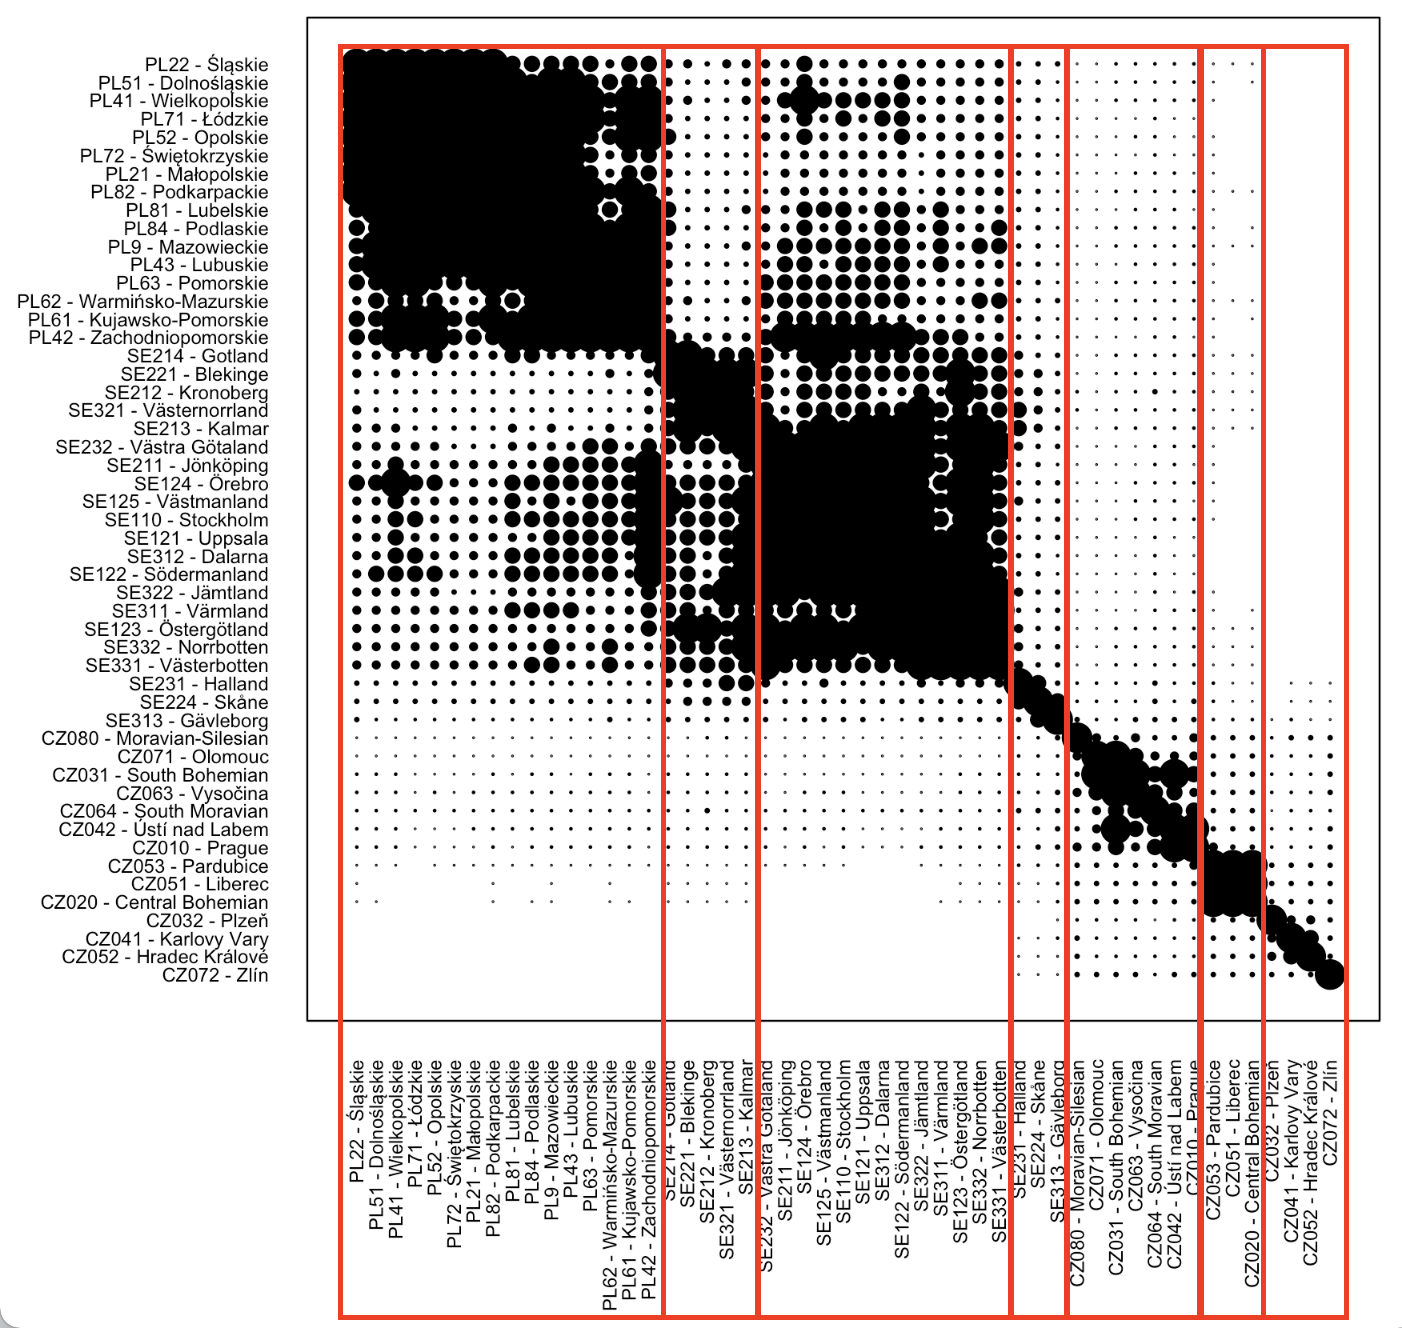 PL22 - Śląskie
PL51 - Dolnośląskie
PL41 - Wielkopolskie
PL71 - Łódzkie
PL52 - Opolskie
PL72 - Świętokrzyskie
PL21 - Małopolskie
PL82 - Podkarpackie
PL81 - Lubelskie
PL84 - Podlaskie
PL9 - Mazowieckie
PL43 - Lubuskie
PL63 - Pomorskie
PL62 - Warmińsko-Mazurskie
PL61 - Kujawsko-Pomorskie
PL42 - Zachodniopomorskie
SE214 - Gotland
SE221 - Blekinge
SE212 - Kronoberg
SE321 - Västernorrland
SE213 - Kalmar
SE232 - Västra Götaland
SE211 - Jönköping
SE124 - Örebro
SE125 - Västmanland
SE110 - Stockholm
SE121 - Uppsala
SE312 - Dalarna
SE122 - Södermanland
SE322 - Jämtland
SE311 - Värmland
SE123 - Östergötland
SE332 - Norrbotten
SE331 - Västerbotten
SE231 - Halland
SE224 - Skåne
SE313 - Gävleborg
CZ080 - Moravian-Silesian
CZ071 - Olomouc
CZ031 - South Bohemian
CZ063 - Vysočina
CZ064 - South Moravian
CZ042 - Ústí nad Labem
CZ010 - Prague
CZ053 - Pardubice
CZ051 - Liberec
CZ020 - Central Bohemian
CZ032 - Plzeň
CZ041 - Karlovy Vary
CZ052 - Hradec Králové
CZ072 - Zlín
PL22 - Śląskie
PL51 - Dolnośląskie
PL41 - Wielkopolskie
PL71 - Łódzkie
PL52 - Opolskie
PL72 - Świętokrzyskie
PL21 - Małopolskie
PL82 - Podkarpackie
PL81 - Lubelskie
PL84 - Podlaskie
PL9 - Mazowieckie
PL43 - Lubuskie
PL63 - Pomorskie
PL62 - Warmińsko-Mazurskie
PL61 - Kujawsko-Pomorskie
PL42 - Zachodniopomorskie
SE214 - Gotland
SE221 - Blekinge
SE212 - Kronoberg
SE321 - Västernorrland
SE213 - Kalmar
SE232 - Västra Götaland
SE211 - Jönköping
SE124 - Örebro
SE125 - Västmanland
SE110 - Stockholm
SE121 - Uppsala
SE312 - Dalarna
SE122 - Södermanland
SE322 - Jämtland
SE311 - Värmland
SE123 - Östergötland
SE332 - Norrbotten
SE331 - Västerbotten
SE231 - Halland
SE224 - Skåne
SE313 - Gävleborg
CZ080 - Moravian-Silesian
CZ071 - Olomouc
CZ031 - South Bohemian
CZ063 - Vysočina
CZ064 - South Moravian
CZ042 - Ústí nad Labem
CZ010 - Prague
CZ053 - Pardubice
CZ051 - Liberec
CZ020 - Central Bohemian
CZ032 - Plzeň
CZ041 - Karlovy Vary
CZ052 - Hradec Králové
CZ072 - Zlín